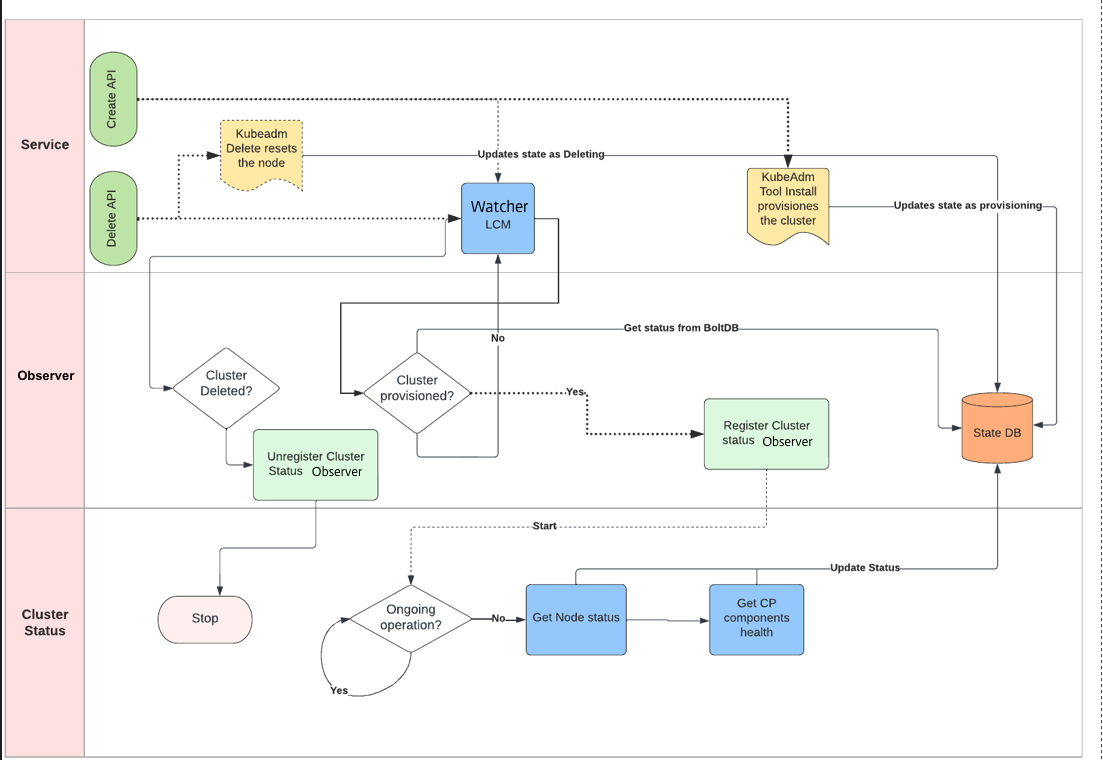 Service
Create API
Kubeadm
Delete resets
the node
Updates state as Deleting
KubeAdm
Tool Install
provisiones
the cluster
Updates state as provisioning
Delete API
Watcher
LCM
Observer
No
Get status from BoltDB
Cluster
Deleted?
Cluster
provisioned?
Yes
Register Cluster
status Observer
State DB
Unregister Cluster
Status Observer
Cluster
Status
Start
Update Status
Stop
Ongoing
operation?
No
Get Node status
Get CP
components
health
Yes